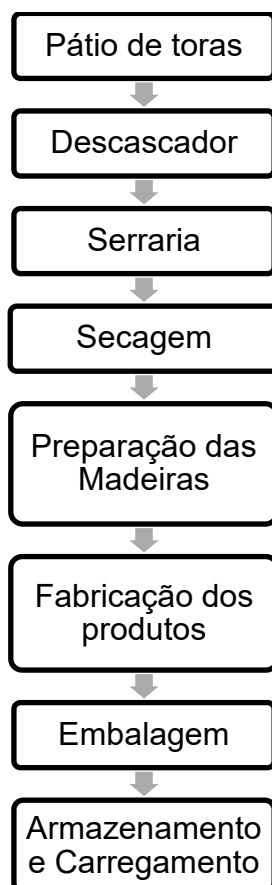 Pátio de toras
Descascador
Serraria
Secagem
Preparação das
Madeiras
Fabricação dos
produtos
Embalagem
Armazenamento
e Carregamento